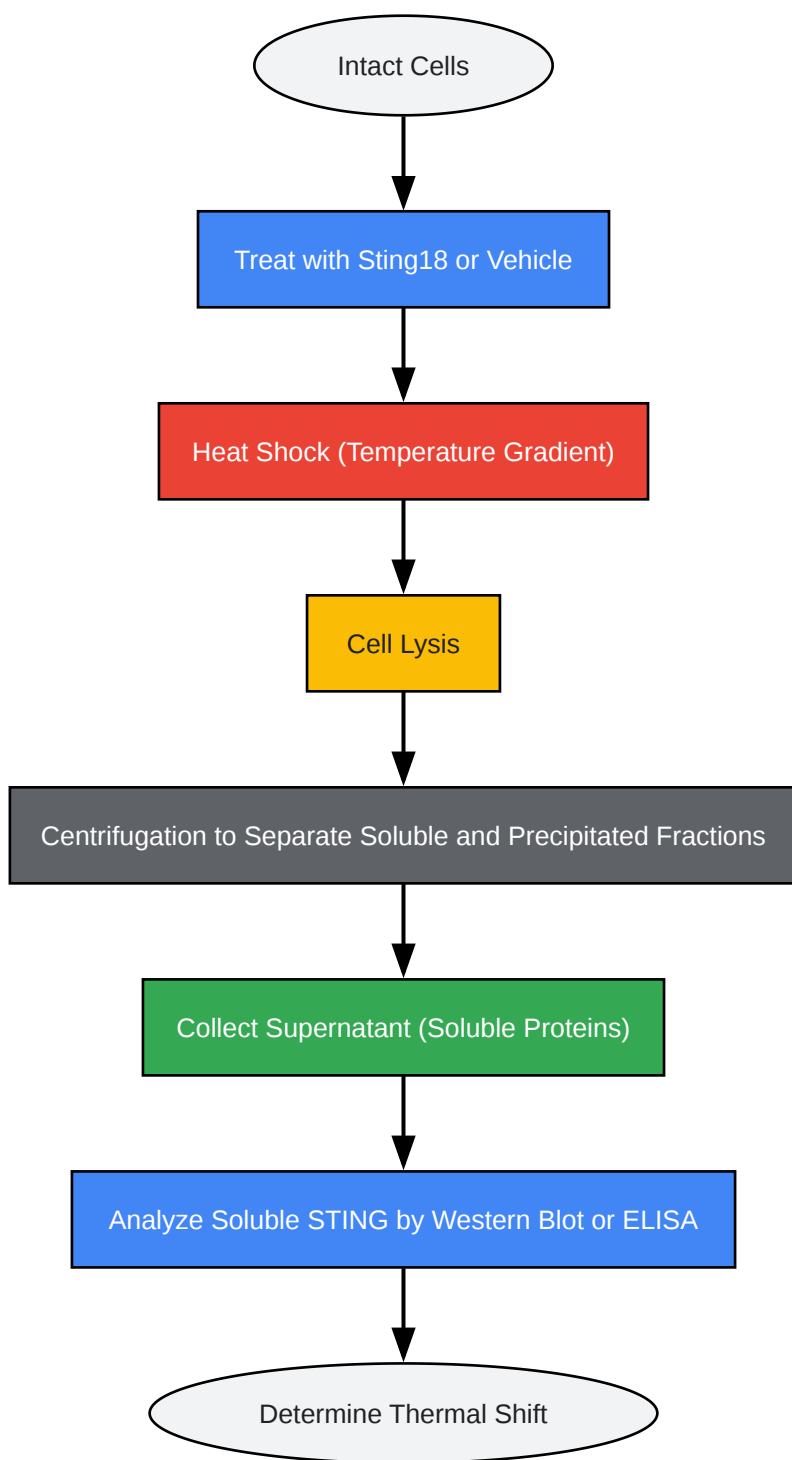 Intact Cells
Treat with Sting18 or Vehicle
Heat Shock (Temperature Gradient)
Cell Lysis
Centrifugation to Separate Soluble and Precipitated Fractions
Collect Supernatant (Soluble Proteins)
Analyze Soluble STING by Western Blot or ELISA
Determine Thermal Shift